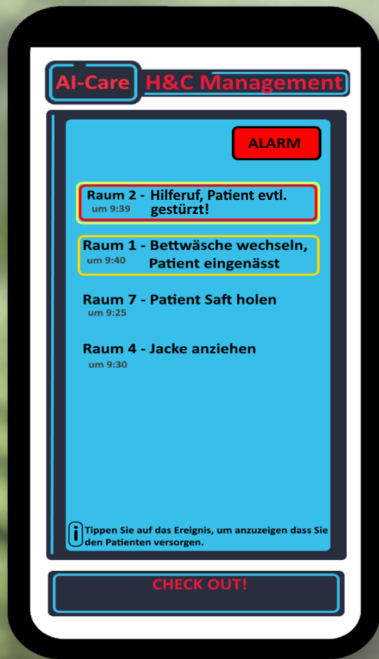 AI-Care H&C Management
ALARM
Raum 2 - Hilferuf, Patient evtl.
um 9:39 gestürzt!
Raum 1 - Bettwäsche wechseln,
um 9:40 Patient eingenässt
Raum 7 - Patient Saft holen
um 9:25
Raum 4 - Jacke anziehen
um 9:30
i Tippen Sie auf das Ereignis, um anzuzeigen dass Sie
den Patienten versorgen.
CHECK OUT!